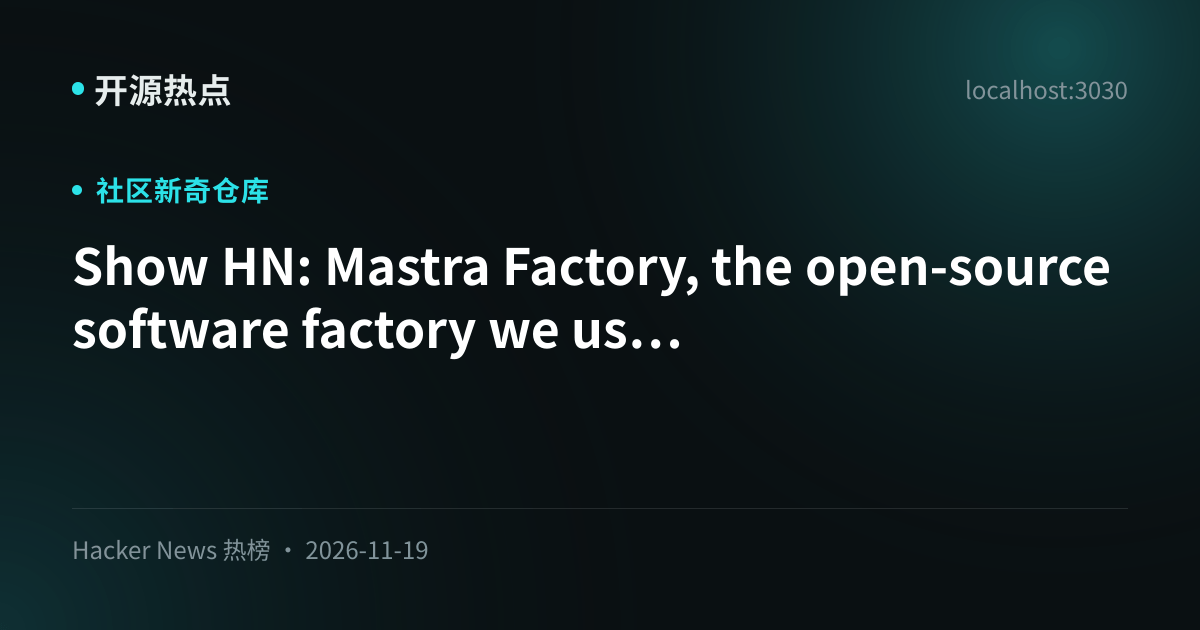 开源热点
localhost:3030
社区新奇仓库
Show HN: Mastra Factory, the open-source
software factory we us…
Hacker News 热榜 · 2026-11-19